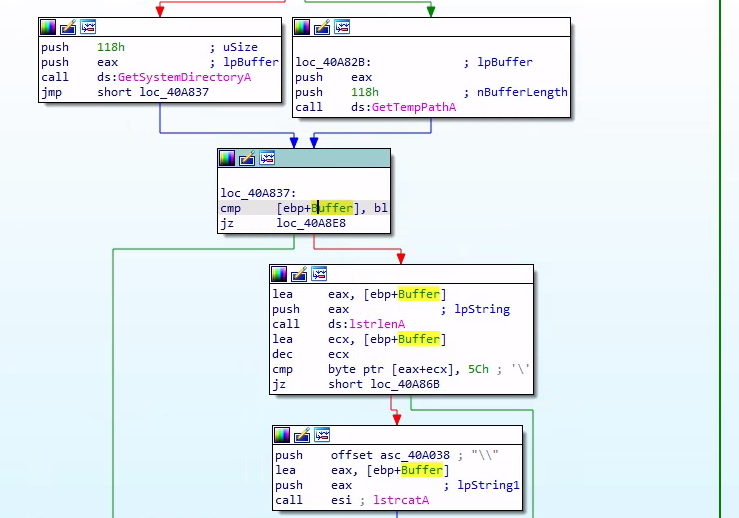 push    118h            ; uSize
push    eax             ; lpBuffer
call    ds:GetSystemDirectoryA
jmp     short loc_40A837
loc_40A82B:             ; lpBuffer
push    eax
push    118h            ; nBufferLength
call    ds:GetTempPathA
loc_40A837:
cmp     [ebp+Buffer], bl
jz      loc_40A8E8
lea     eax, [ebp+Buffer]
push    eax             ; lpString
call    ds:lstrlenA
lea     ecx, [ebp+Buffer]
dec     ecx
cmp     byte ptr [eax+ecx], 5Ch ; '\'
jz      short loc_40A86B
push    offset asc_40A038 ; "\\"
lea     eax, [ebp+Buffer]
push    eax             ; lpString1
call    esi ; lstrcatA